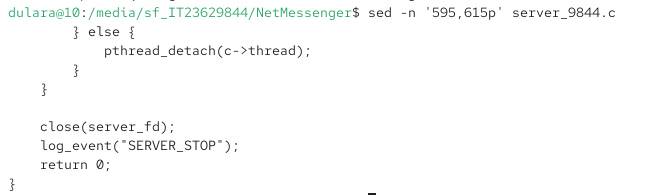 dulara@10:/media/sf_IT23629844/NetMessenger$ sed -n '595,615p' server_9844.c
        } else {
            pthread_detach(c->thread);
        }
    }

    close(server_fd);
    log_event("SERVER_STOP");
    return 0;
}